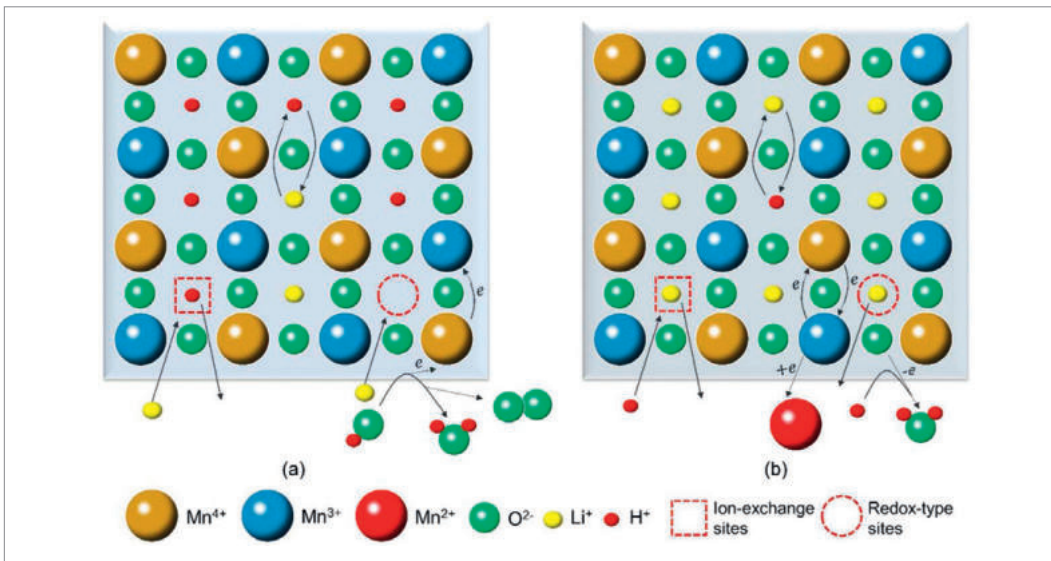 e
e
e
e
+e
-e
(a)
(b)
Mn⁴⁺
Mn³⁺
Mn²⁺
O²⁻
Li⁺
H⁺
Ion-exchange
sites
Redox-type
sites